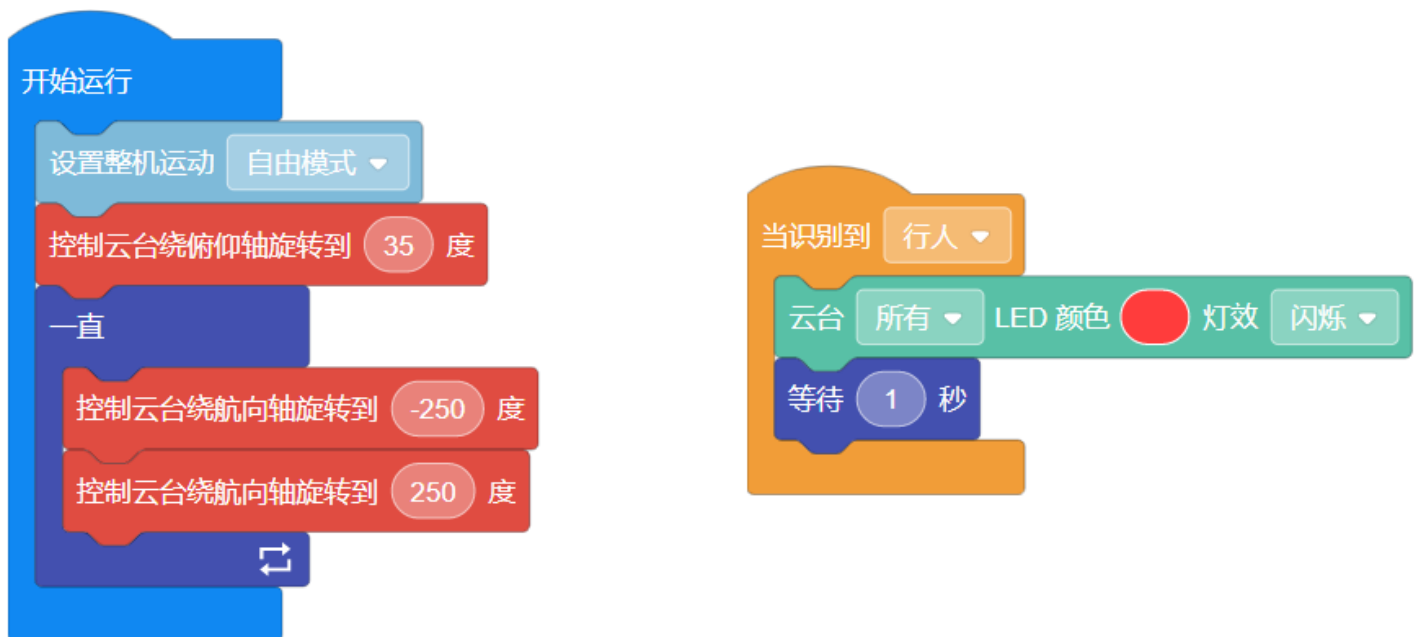 开始运行
设置整机运动 自由模式
控制云台绕俯仰轴旋转到 35 度
一直
控制云台绕航向轴旋转到 -250 度
控制云台绕航向轴旋转到 250 度
当识别到 行人
云台 所有 LED 颜色 灯效 闪烁
等待 1 秒